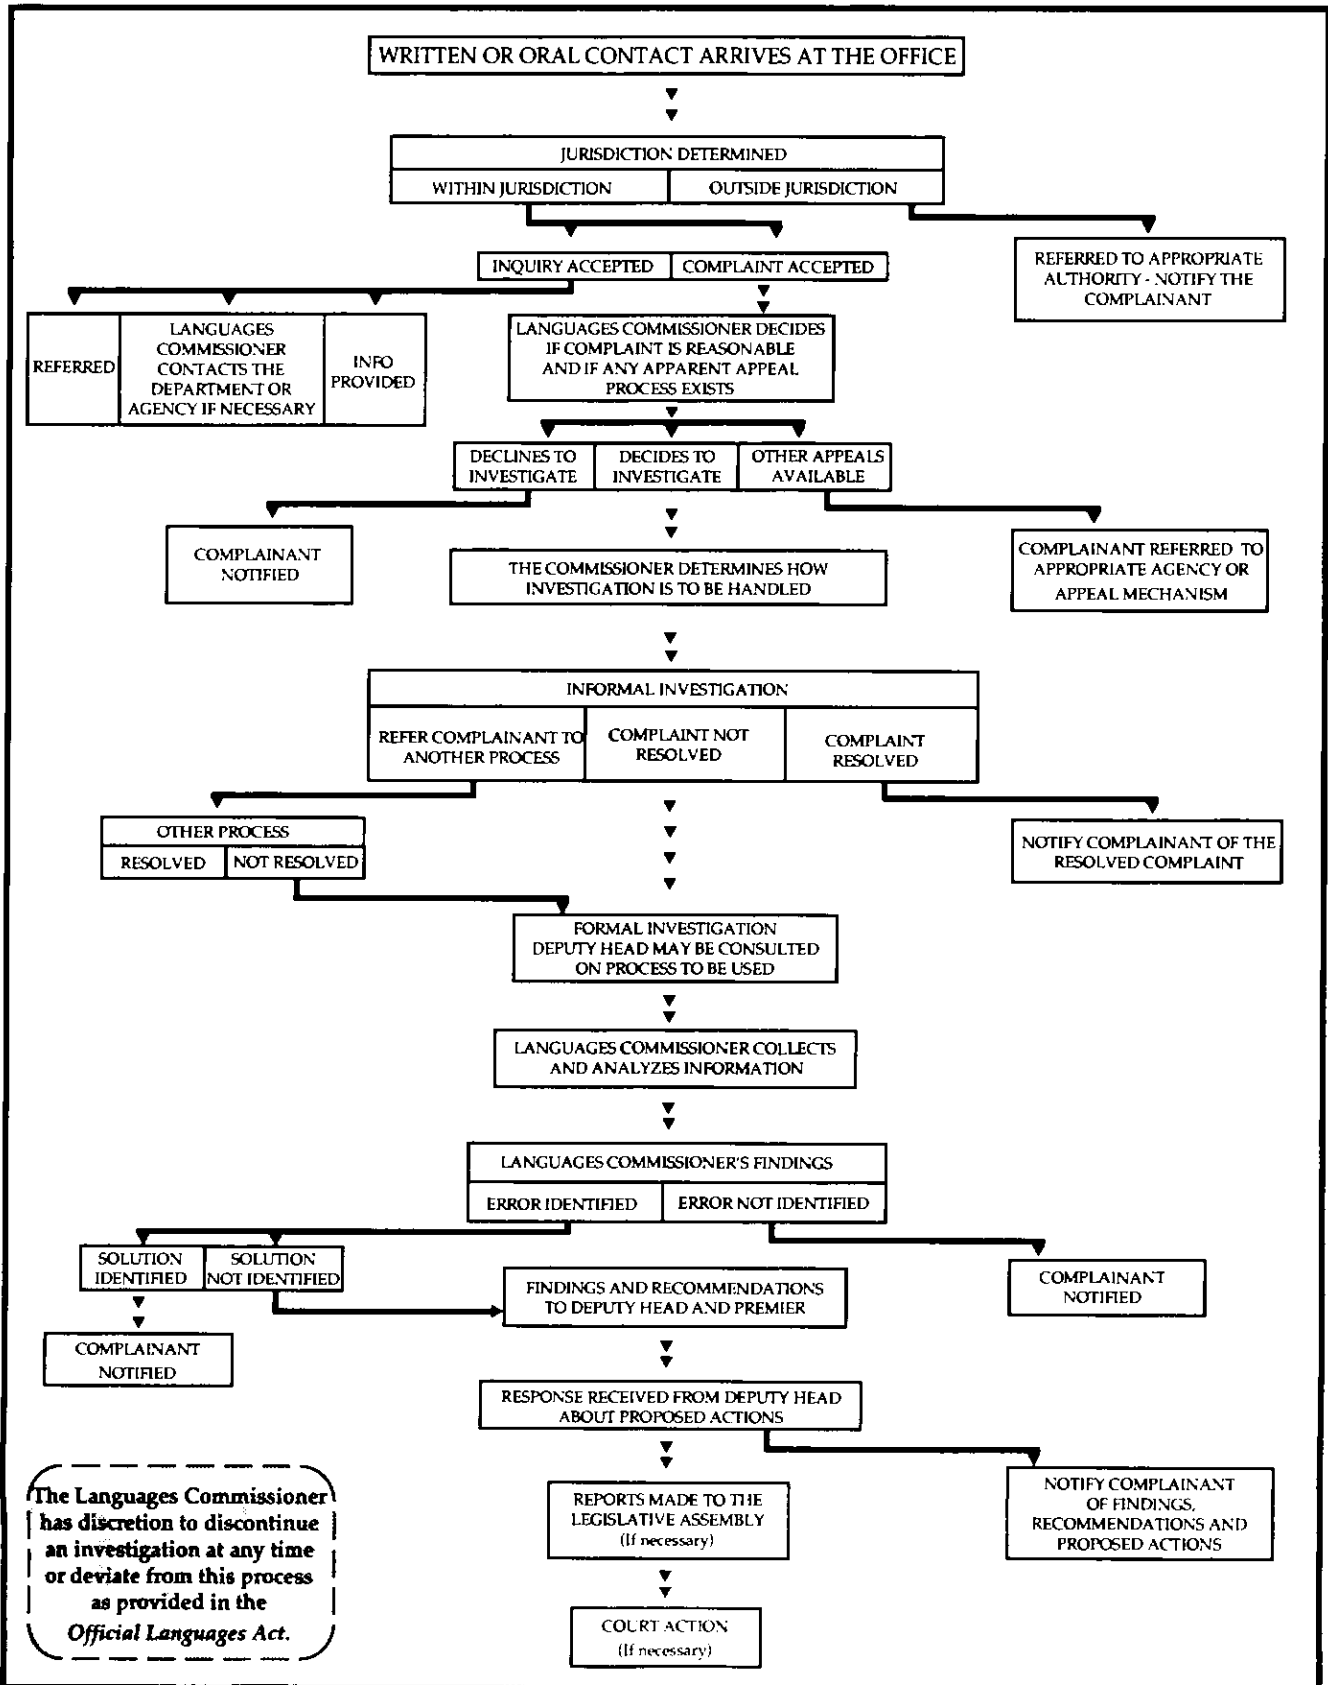 WRITTEN OR ORAL CONTACT ARRIVES AT THE OFFICE
JURISDICTION DETERMINED
WITHIN JURISDICTION
OUTSIDE JURISDICTION
INQUIRY ACCEPTED
COMPLAINT ACCEPTED
REFERRED TO APPROPRIATE
AUTHORITY - NOTIFY THE
COMPLAINANT
REFERRED
LANGUAGES
COMMISSIONER
CONTACTS THE
DEPARTMENT OR
AGENCY IF NECESSARY
INFO
PROVIDED
LANGUAGES COMMISSIONER DECIDES
IF COMPLAINT IS REASONABLE
AND IF ANY APPARENT APPEAL
PROCESS EXISTS
DECLINES TO
INVESTIGATE
DECIDES TO
INVESTIGATE
OTHER APPEALS
AVAILABLE
COMPLAINANT
NOTIFIED
THE COMMISSIONER DETERMINES HOW
INVESTIGATION IS TO BE HANDLED
COMPLAINANT REFERRED TO
APPROPRIATE AGENCY OR
APPEAL MECHANISM
INFORMAL INVESTIGATION
REFER COMPLAINANT TO
ANOTHER PROCESS
COMPLAINT NOT
RESOLVED
COMPLAINT
RESOLVED
OTHER PROCESS
RESOLVED
NOT RESOLVED
NOTIFY COMPLAINANT OF THE
RESOLVED COMPLAINT
FORMAL INVESTIGATION
DEPUTY HEAD MAY BE CONSULTED
ON PROCESS TO BE USED
LANGUAGES COMMISSIONER COLLECTS
AND ANALYZES INFORMATION
LANGUAGES COMMISSIONER'S FINDINGS
ERROR IDENTIFIED
ERROR NOT IDENTIFIED
SOLUTION
IDENTIFIED
SOLUTION
NOT IDENTIFIED
FINDINGS AND RECOMMENDATIONS
TO DEPUTY HEAD AND PREMIER
COMPLAINANT
NOTIFIED
COMPLAINANT
NOTIFIED
RESPONSE RECEIVED FROM DEPUTY HEAD
ABOUT PROPOSED ACTIONS
REPORTS MADE TO THE
LEGISLATIVE ASSEMBLY
(If necessary)
NOTIFY COMPLAINANT
OF FINDINGS,
RECOMMENDATIONS AND
PROPOSED ACTIONS
COURT ACTION
(If necessary)
The Languages Commissioner
has discretion to discontinue
an investigation at any time
or deviate from this process
as provided in the
Official Languages Act.